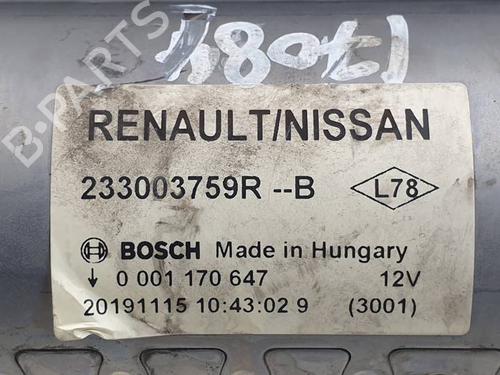 B-PARTS
RENAULT/NISSAN
233003759R --B L78
BOSCH Made in Hungary
↓ 0 001 170 647 12V
20191115 10:43:02 9 (3001)